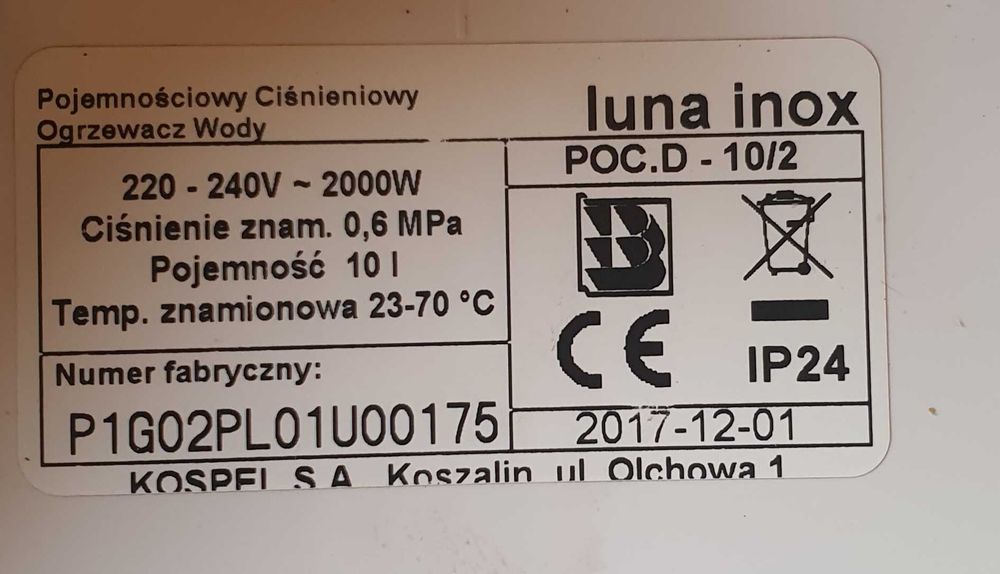 Pojemnościowy Ciśnieniowy
Ogrzewacz Wody
luna inox
POC.D - 10/2
220 - 240V ~ 2000W
Ciśnienie znam. 0,6 MPa
Pojemność 10 l
Temp. znamionowa 23-70 °C
B
CE
IP24
Numer fabryczny:
P1G02PL01U00175
2017-12-01
KOSPEL S.A. Koszalin ul. Olchowa 1